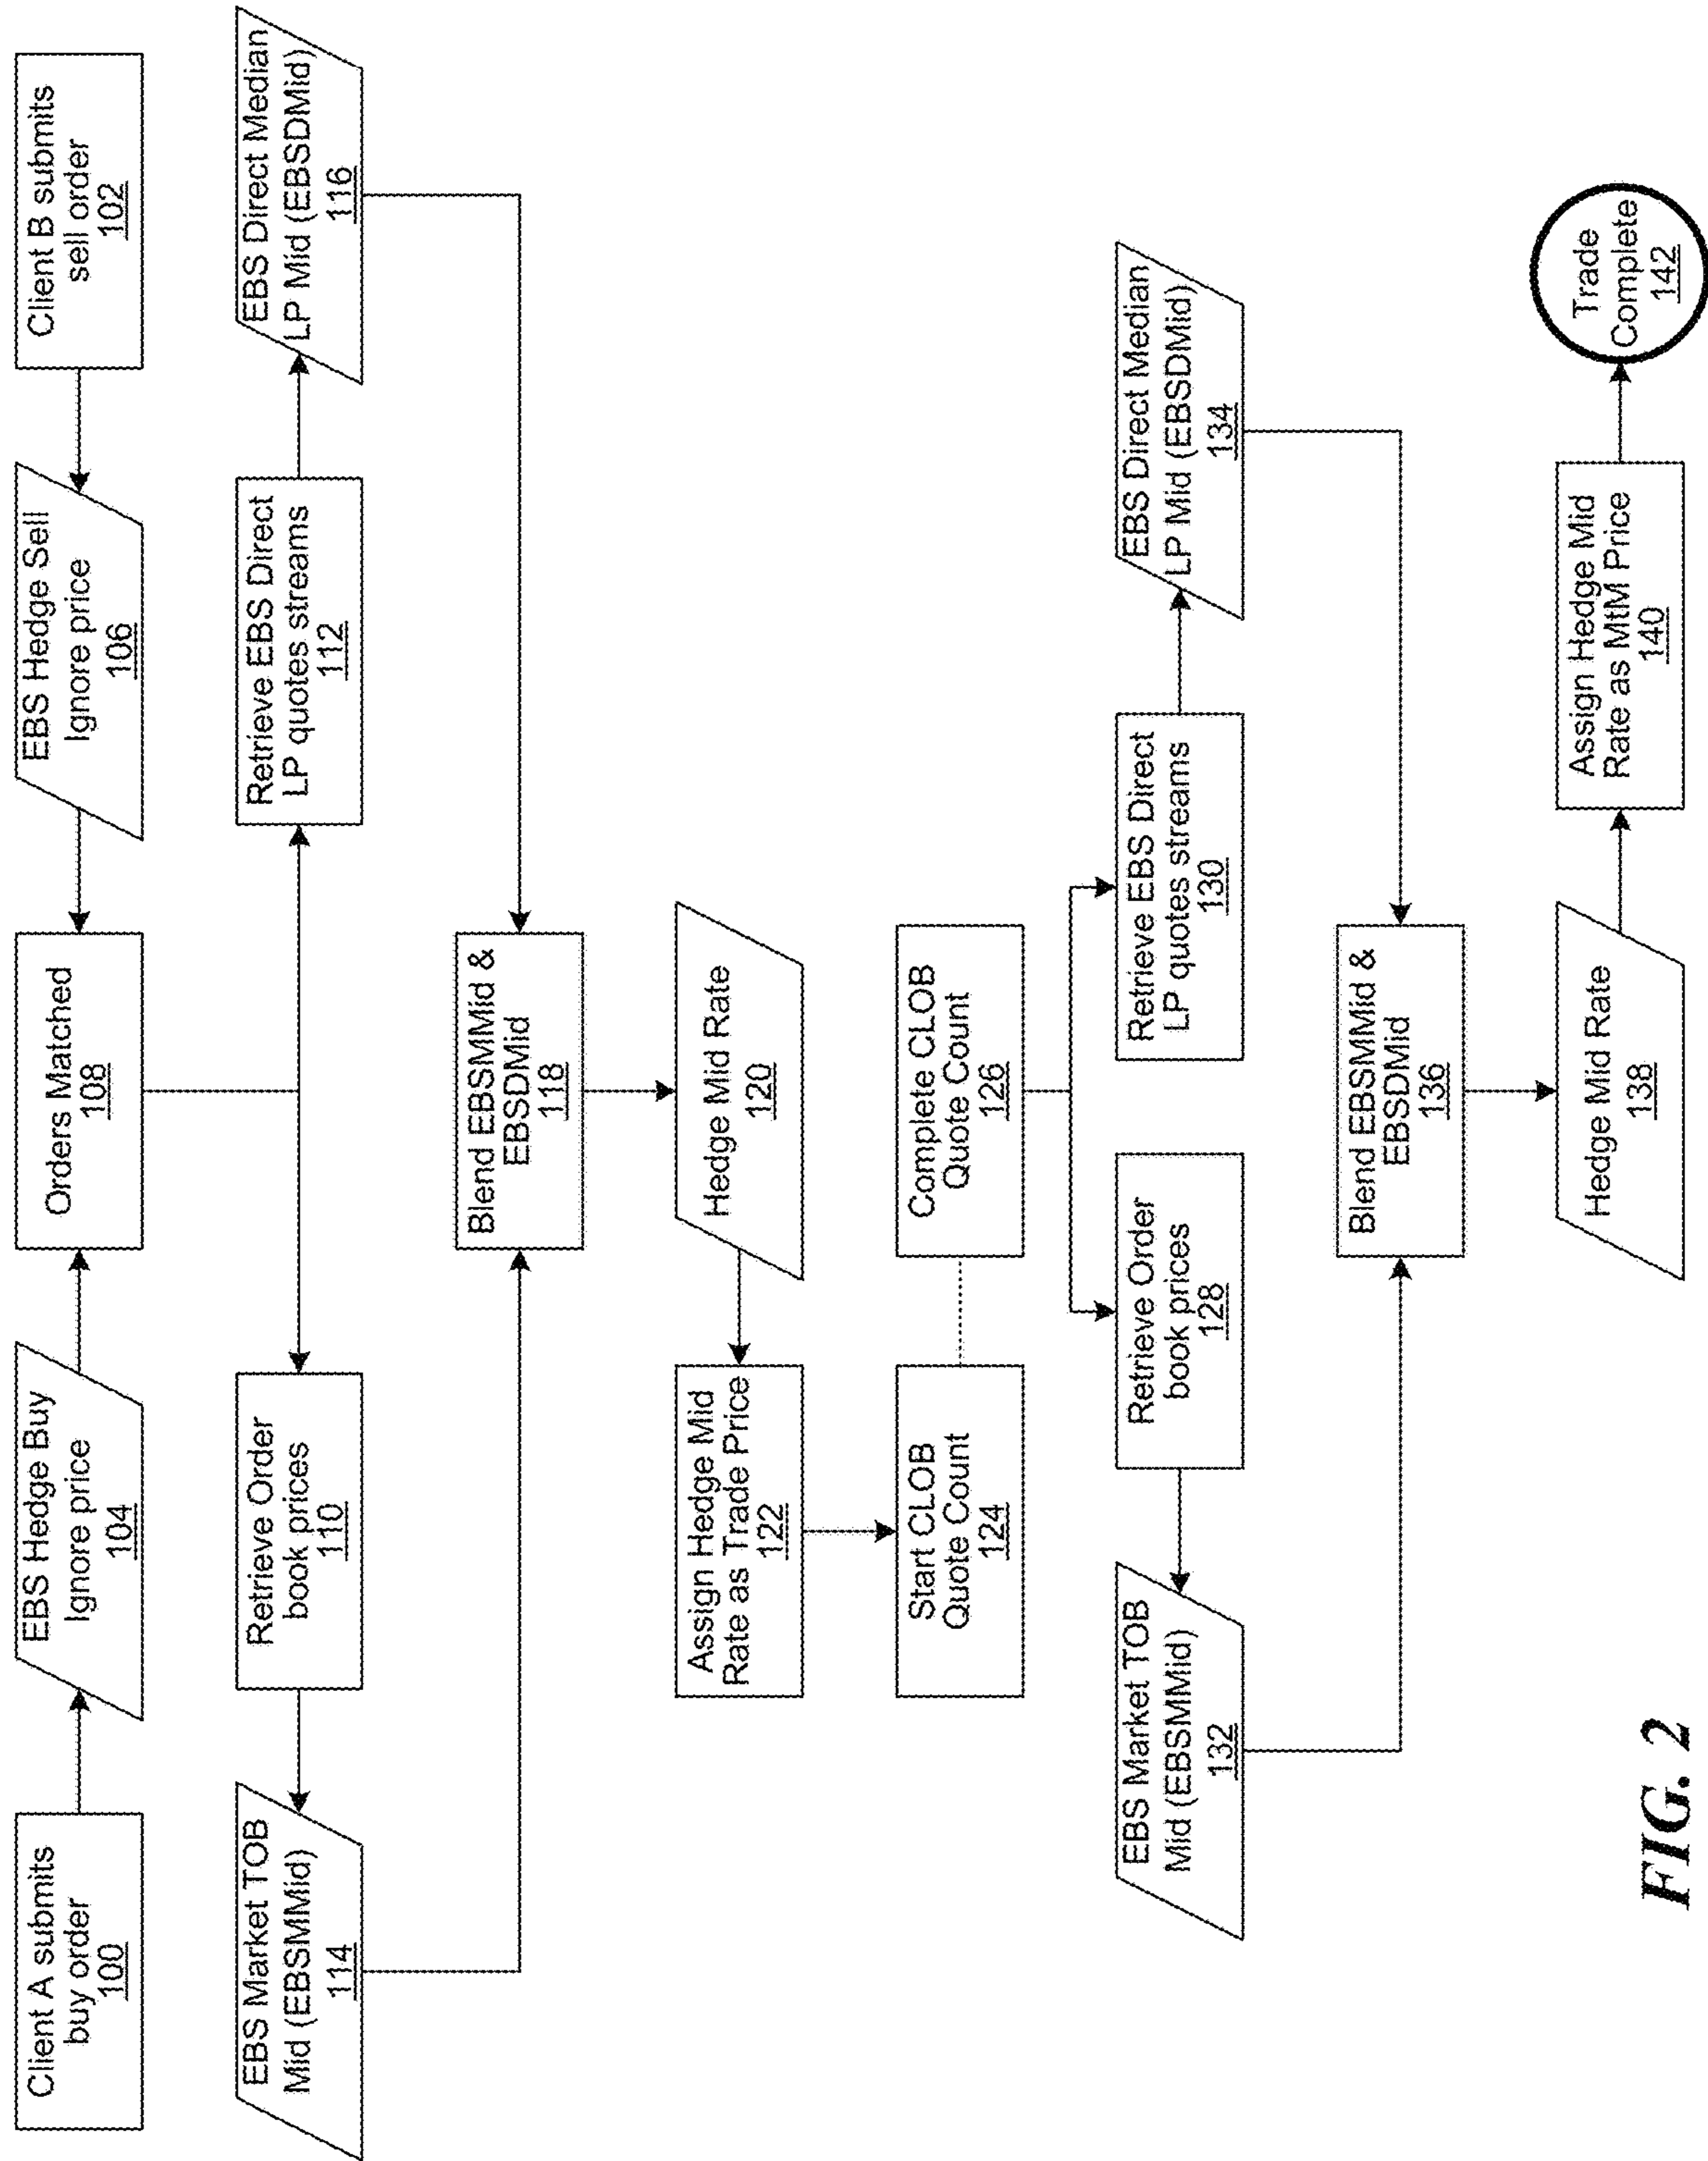 Client A submits
buy order
100
EBS Hedge Buy
Ignore price
104
Orders Matched
108
EBS Hedge Sell
Ignore price
106
Client B submits
sell order
102
EBS Market TOB
Mid (EBSMMid)
114
Retrieve Order
book prices
110
Retrieve EBS Direct
LP quotes streams
112
EBS Direct Median
LP Mid (EBSDMid)
116
Blend EBSMMid &
EBSDMid
118
Hedge Mid Rate
120
Assign Hedge Mid
Rate as Trade Price
122
Start CLOB
Quote Count
124
Complete CLOB
Quote Count
126
EBS Market TOB
Mid (EBSMMid)
132
Retrieve Order
book prices
128
Retrieve EBS Direct
LP quotes streams
130
EBS Direct Median
LP Mid (EBSDMid)
134
Blend EBSMMid &
EBSDMid
136
Hedge Mid Rate
138
Assign Hedge Mid
Rate as MtM Price
140
Trade
Complete
142
FIG. 2